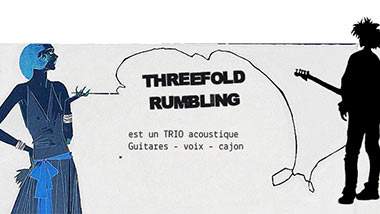 THREEFOLD
RUMBLING
est un TRIO acoustique
Guitares - voix - cajon